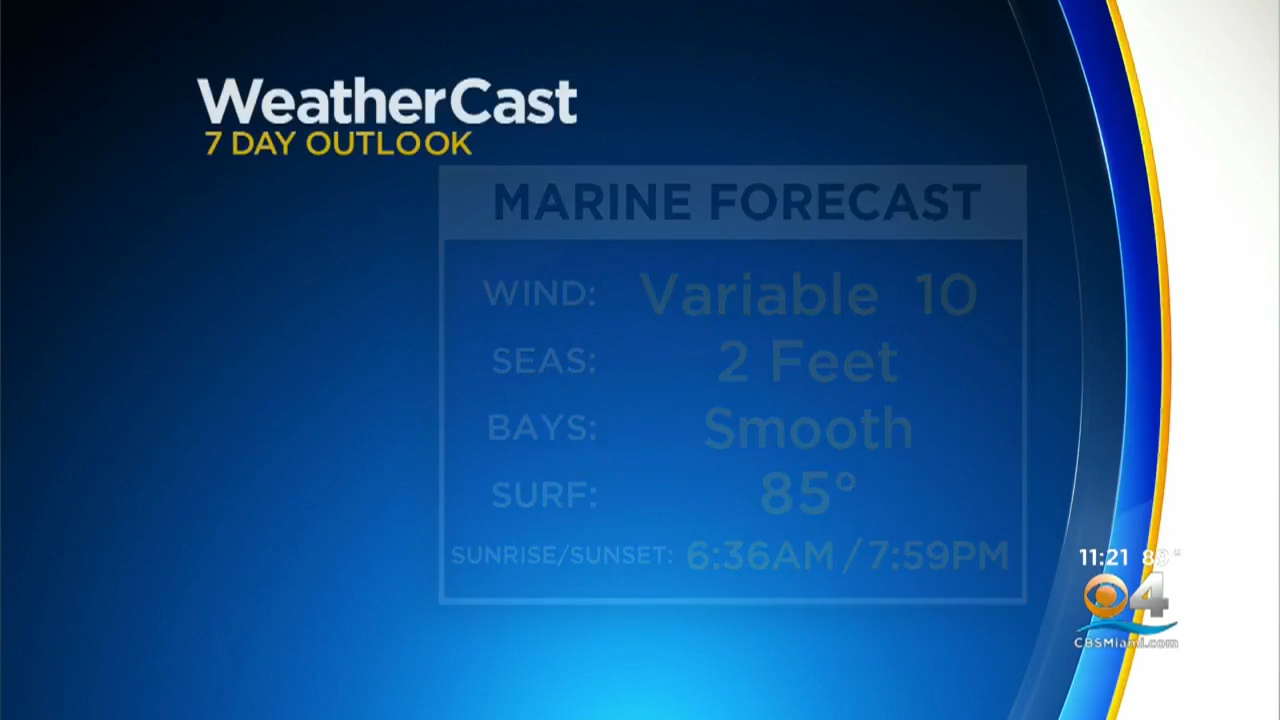 WeatherCast
7 DAY OUTLOOK
MARINE FORECAST
WIND: Variable 10
SEAS: 2 Feet
BAYS: Smooth
SURF: 85°
SUNRISE/SUNSET: 6:36AM/7:59PM
11:21
4
CBSMiami.com